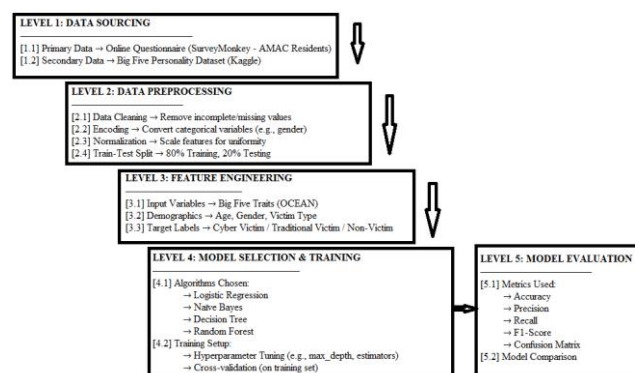 LEVEL 1: DATA SOURCING
[1.1] Primary Data → Online Questionnaire (SurveyMonkey - AMAC Residents)
[1.2] Secondary Data → Big Five Personality Dataset (Kaggle)
LEVEL 2: DATA PREPROCESSING
[2.1] Data Cleaning → Remove incomplete/missing values
[2.2] Encoding → Convert categorical variables (e.g., gender)
[2.3] Normalization → Scale features for uniformity
[2.4] Train-Test Split → 80% Training, 20% Testing
LEVEL 3: FEATURE ENGINEERING
[3.1] Input Variables → Big Five Traits (OCEAN)
[3.2] Demographics → Age, Gender, Victim Type
[3.3] Target Labels → Cyber Victim / Traditional Victim / Non-Victim
LEVEL 4: MODEL SELECTION & TRAINING
[4.1] Algorithms Chosen:
→ Logistic Regression
→ Naïve Bayes
→ Decision Tree
→ Random Forest
[4.2] Training Setup:
→ Hyperparameter Tuning (e.g., max_depth, estimators)
→ Cross-validation (on training set)
LEVEL 5: MODEL EVALUATION
[5.1] Metrics Used:
→ Accuracy
→ Precision
→ Recall
→ F1-Score
→ Confusion Matrix
[5.2] Model Comparison